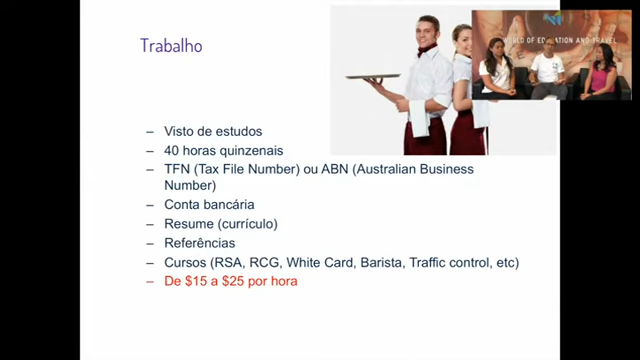 Trabalho
WORLD OF EDUCATION AND TRAVEL
– Visto de estudos
– 40 horas quinzenais
– TFN (Tax File Number) ou ABN (Australian Business
Number)
– Conta bancária
– Resume (currículo)
– Referências
– Cursos (RSA, RCG, White Card, Barista, Traffic control, etc)
– De $15 a $25 por hora